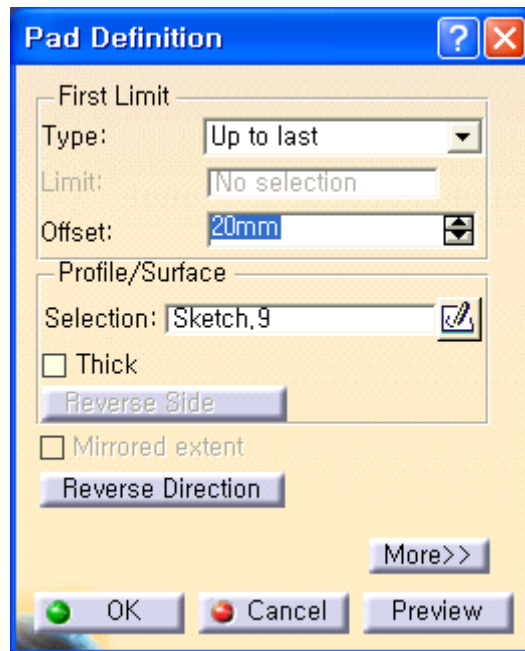 Pad Definition
?
First Limit
Type: Up to last
Limit: No selection
Offset: 20mm
Profile/Surface
Selection: Sketch,9
Thick
Reverse Side
Mirrored extent
Reverse Direction
More>>
OK Cancel Preview